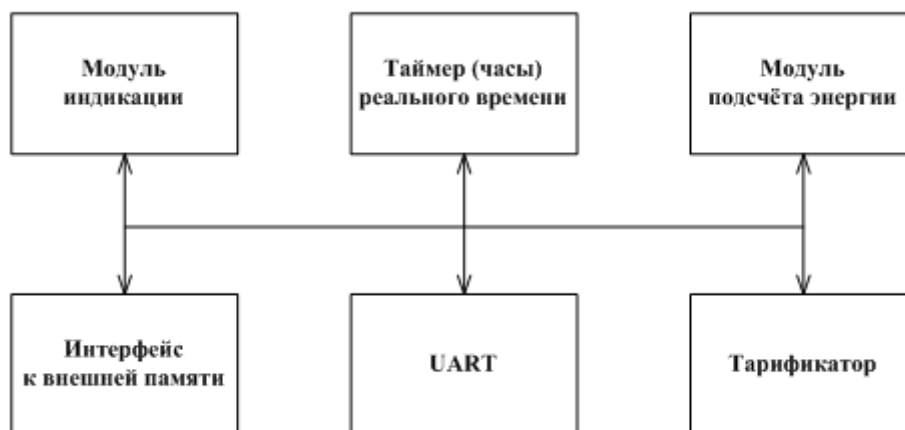 Модуль
индикации
Таймер (часы)
реального времени
Модуль
подсчёта энергии
Интерфейс
к внешней памяти
UART
Тарификатор